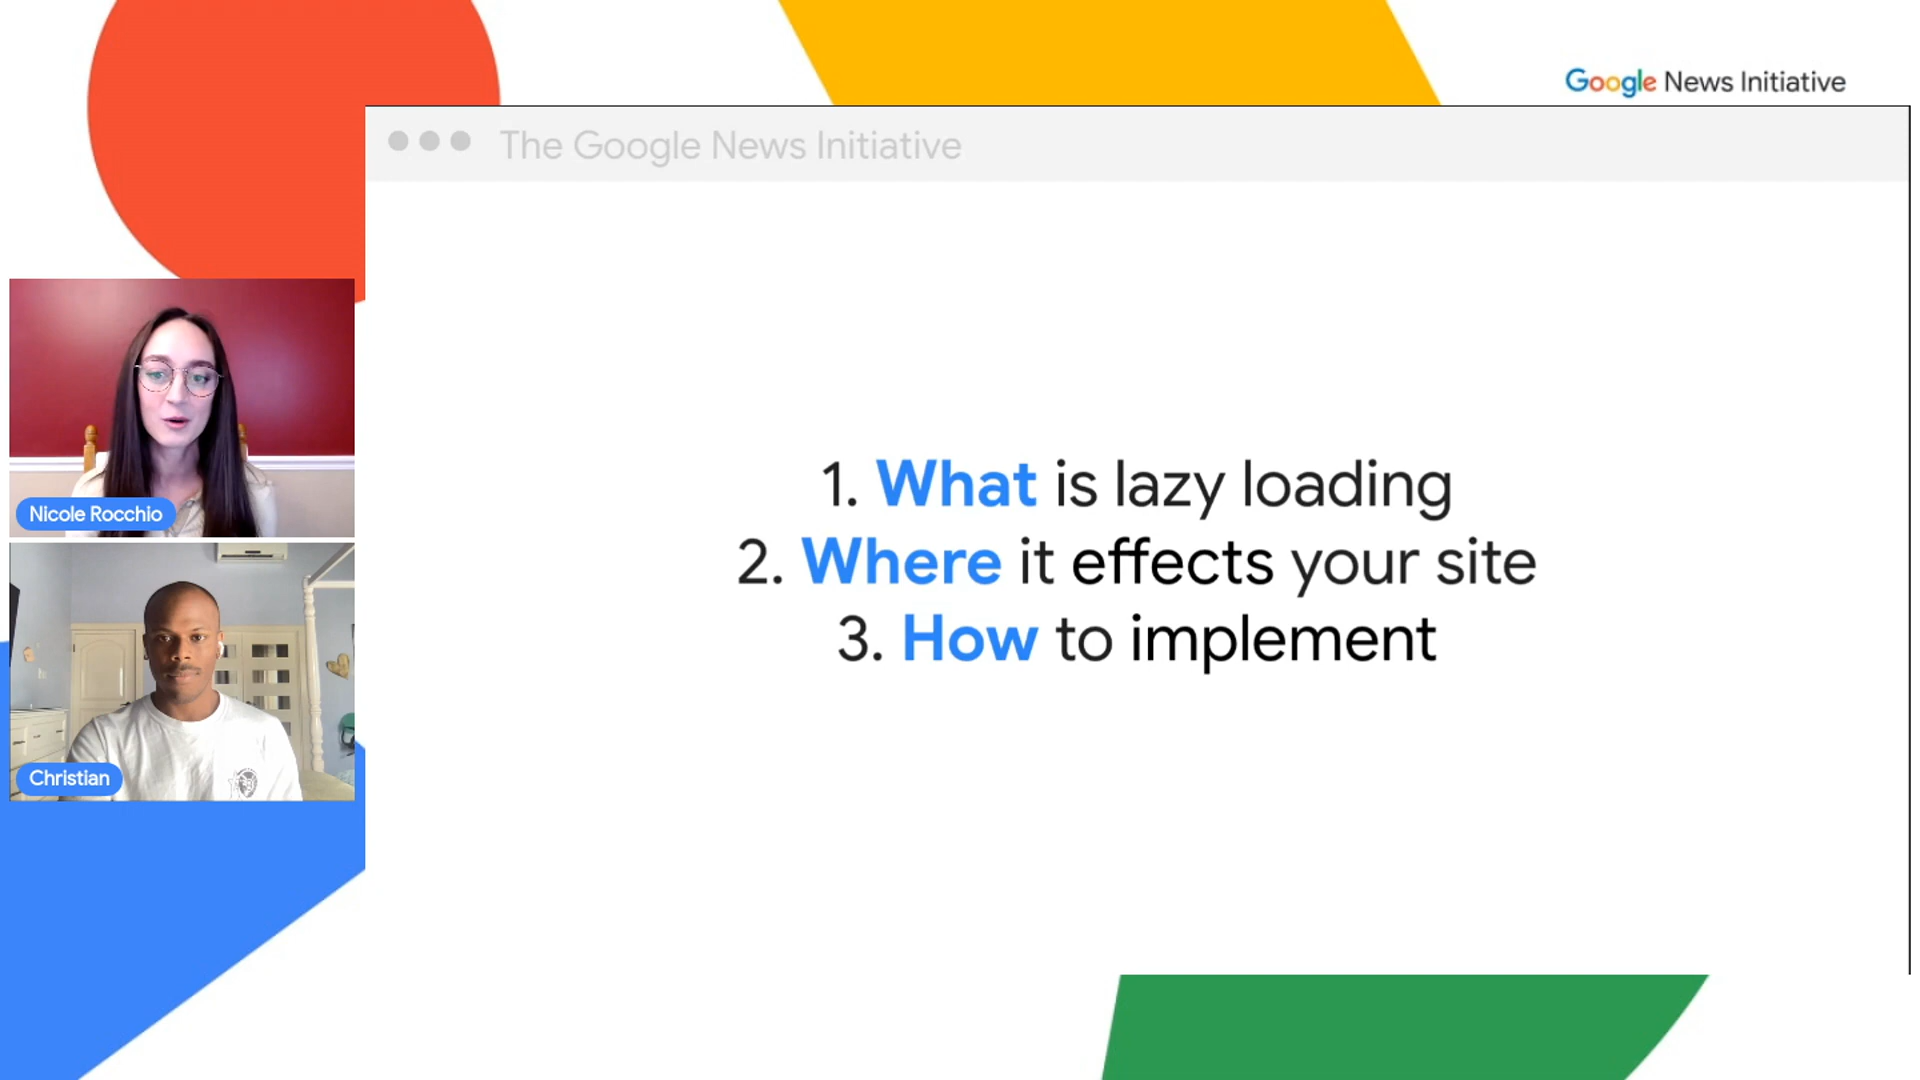 Google News Initiative
The Google News Initiative
1. What is lazy loading
2. Where it effects your site
3. How to implement
Nicole Rocchio
Christian